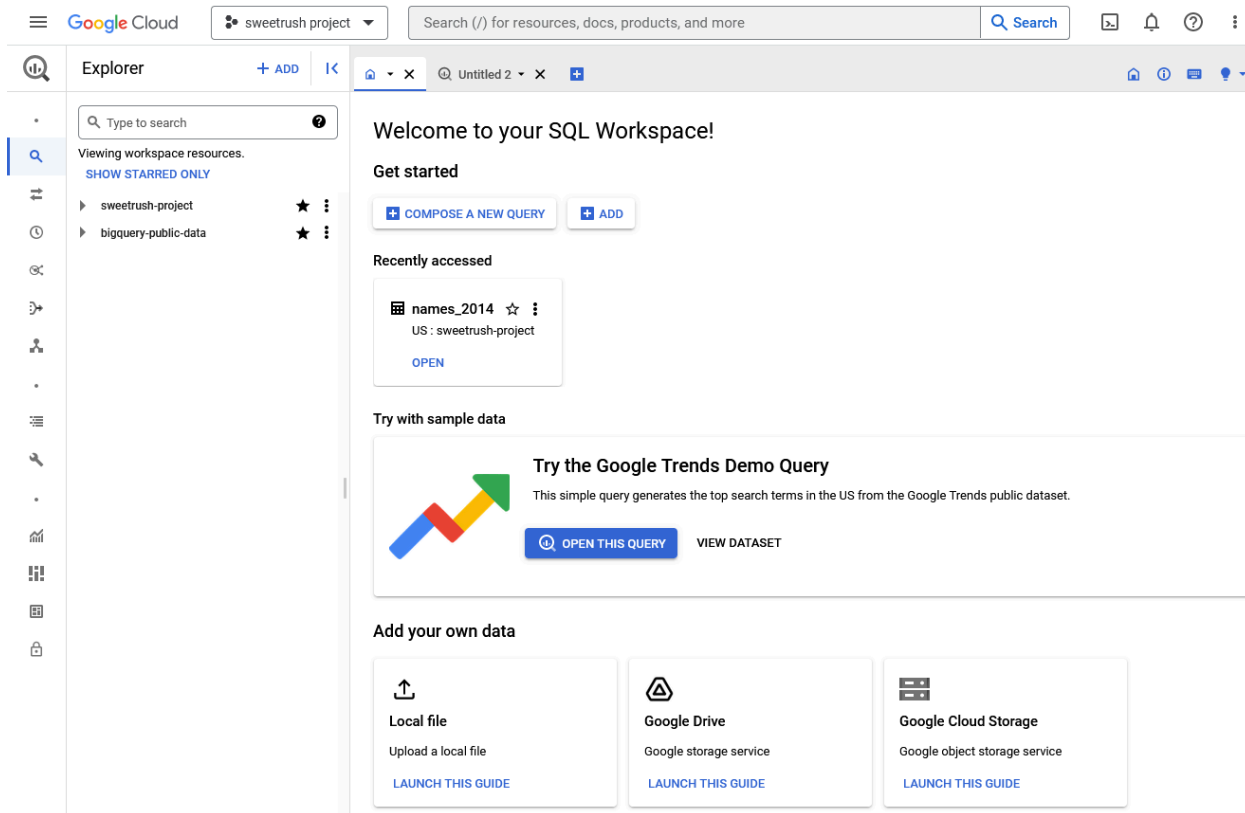 Google Cloud
sweetrush project
Search (/) for resources, docs, products, and more
Search
Explorer
+ ADD
Untitled 2
Type to search
Viewing workspace resources.
SHOW STARRED ONLY
sweetrush-project
bigquery-public-data
Welcome to your SQL Workspace!
Get started
COMPOSE A NEW QUERY
ADD
Recently accessed
names_2014
US : sweetrush-project
OPEN
Try with sample data
Try the Google Trends Demo Query
This simple query generates the top search terms in the US from the Google Trends public dataset.
OPEN THIS QUERY
VIEW DATASET
Add your own data
Local file
Upload a local file
LAUNCH THIS GUIDE
Google Drive
Google storage service
LAUNCH THIS GUIDE
Google Cloud Storage
Google object storage service
LAUNCH THIS GUIDE